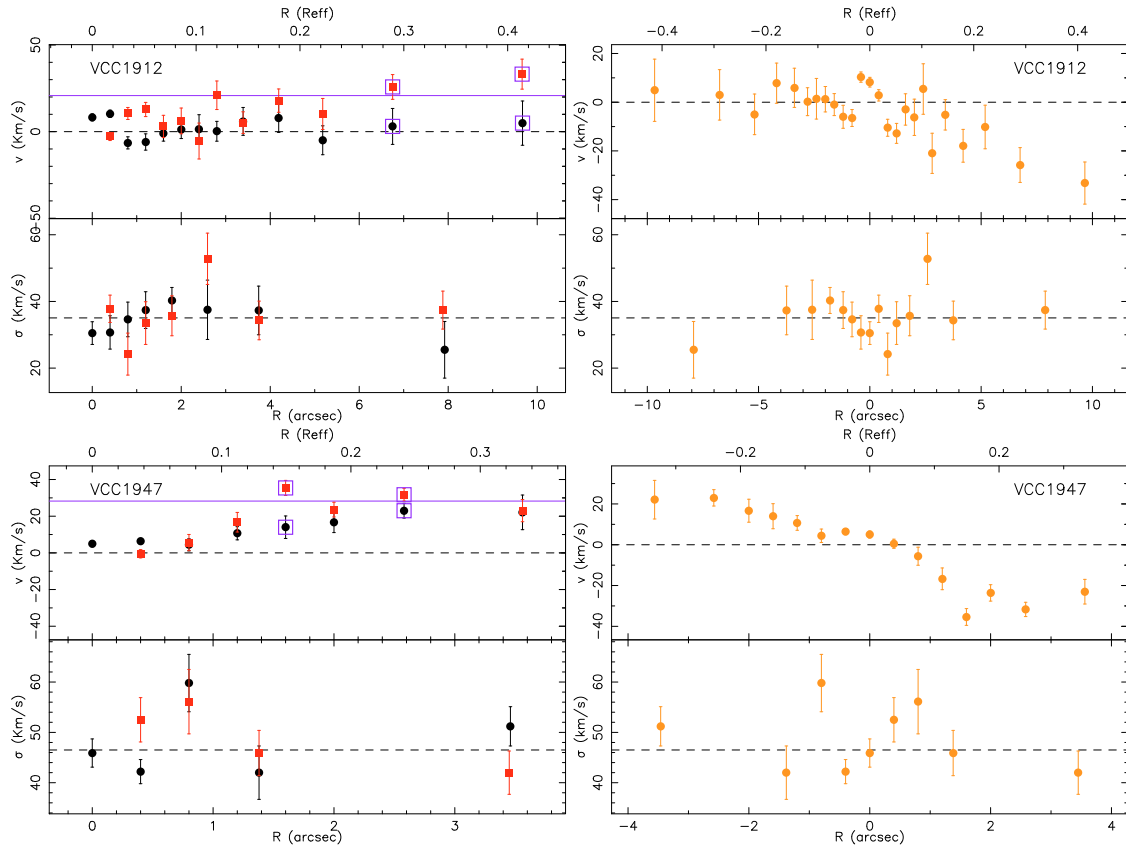 R (Reff)
0 0.1 0.2 0.3 0.4
VCC1912
v (Km/s)
50
0
−50
σ (Km/s)
60
40
20
0 2 4 6 8 10
R (arcsec)
R (Reff)
−0.4 −0.2 0 0.2 0.4
VCC1912
v (km/s)
20
0
−20
−40
σ (Km/s)
60
40
20
−10 −5 0 5 10
R (arcsec)
R (Reff)
0 0.1 0.2 0.3
VCC1947
v (km/s)
40
20
0
−20
−40
σ (Km/s)
60
50
40
0 1 2 3
R (arcsec)
R (Reff)
−0.2 0 0.2
VCC1947
v (km/s)
20
0
−20
−40
σ (Km/s)
60
50
40
−4 −2 0 2 4
R (arcsec)